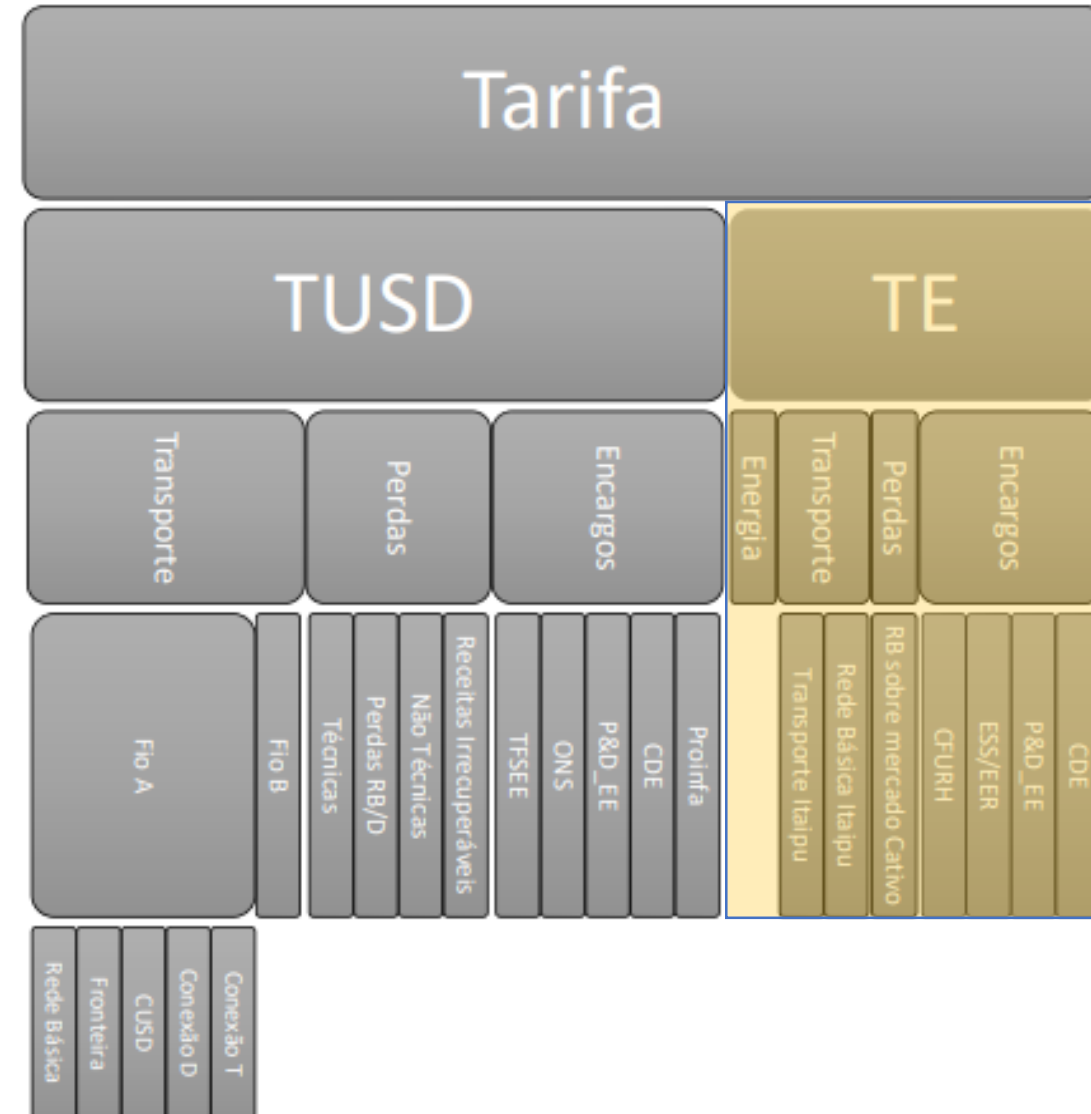 Tarifa
TUSD
TE
Transporte
Perdas
Encargos
Energia
Transporte
Perdas
Encargos
Fio A
Fio B
Técnicas
Perdas RB/D
Não Técnicas
Receitas Irrecuperáveis
TFSEE
ONS
P&D_EE
CDE
Proinfa
Transporte Itaipu
Rede Básica Itaipu
RB sobre mercado Cativo
CFURH
ESS/EER
P&D_EE
CDE
Rede Básica
Fronteira
CUSD
Conexão D
Conexão T